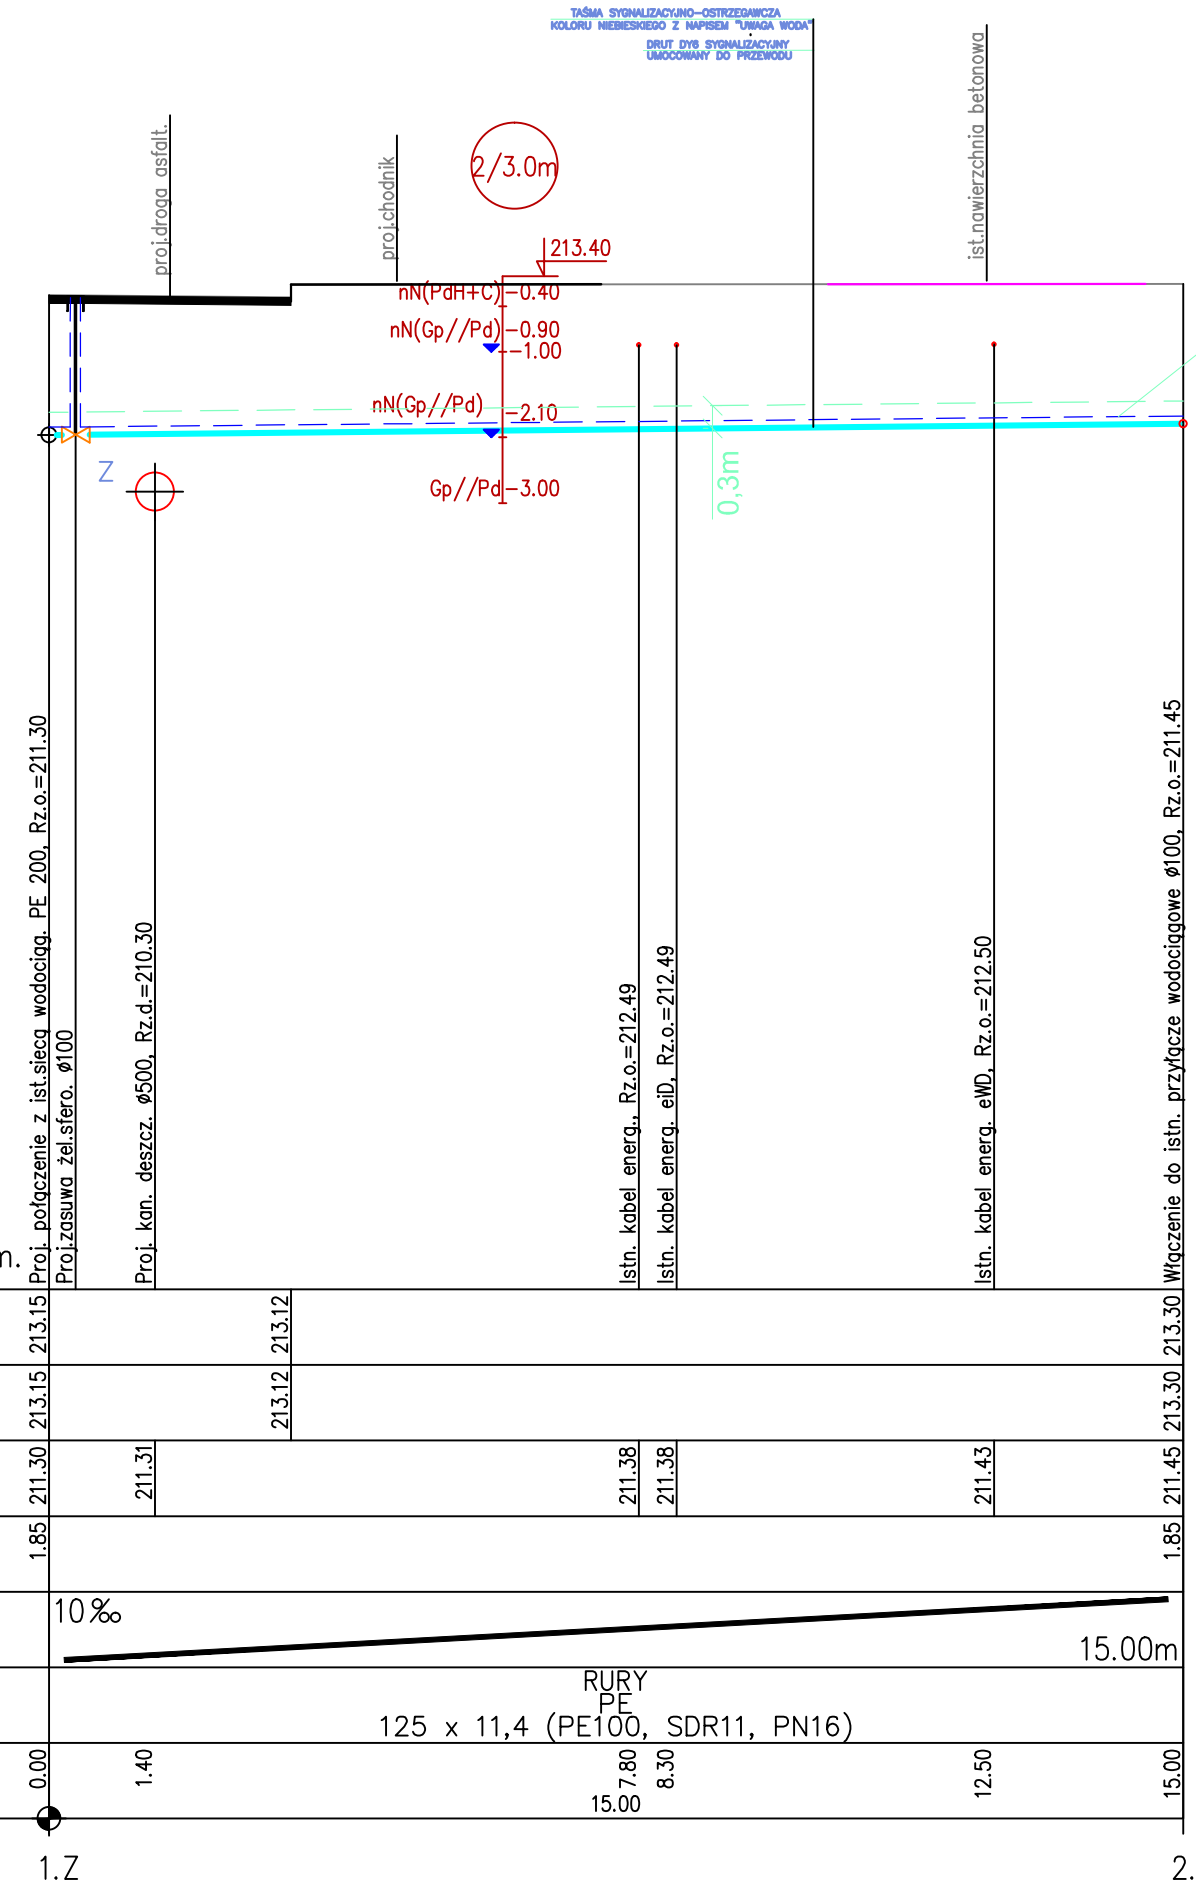 TAŚMA SYGNALIZACYJNO-OSTRZEGAWCZA
KOLORU NIEBIESKIEGO Z NAPISEM "UWAGA WODA"
DRUT DY6 SYGNALIZACYJNY
UMOCOWANY DO PRZEWODU
proj.droga asfalt.
proj.chodnik
2/3.0m
ist.nawierzchnia betonowa
213.40
nN(PdH+C) -0.40
nN(Gp//Pd) -0.90
-1.00
nN(Gp//Pd) -2.10
Gp//Pd -3.00
Z
0,3m
Proj. połączenie z ist.siecą wodociąg. PE 200, Rz.o.=211.30
Proj.zasuwa żel.sfero. ø100
Proj. kan. deszcz. ø500, Rz.d.=210.30
Istn. kabel energ., Rz.o.=212.49
Istn. kabel energ. eiD, Rz.o.=212.49
Istn. kabel energ. eWD, Rz.o.=212.50
Włączenie do istn. przyłącze wodociągowe ø100, Rz.o.=211.45
m.
213.15 213.12 213.30
213.15 213.12 213.30
211.30 211.31 211.38 211.38 211.43 211.45
1.85 1.85
10‰
15.00m
RURY
PE
125 x 11,4 (PE100, SDR11, PN16)
0.00 1.40 7.80 8.30 12.50 15.00
15.00
1.Z 2.